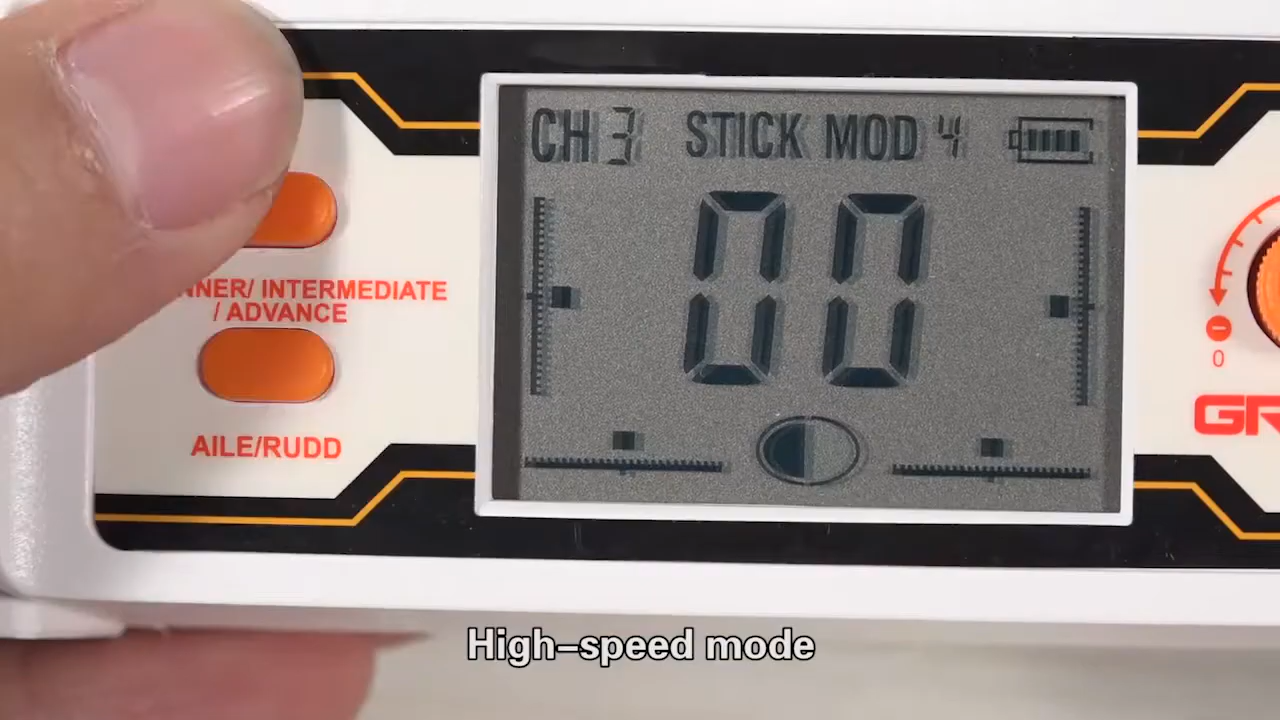 CH 3 STICK MOD 4
00
NNER/ INTERMEDIATE
/ ADVANCE
AILE/RUDD
0
GR
High-speed mode